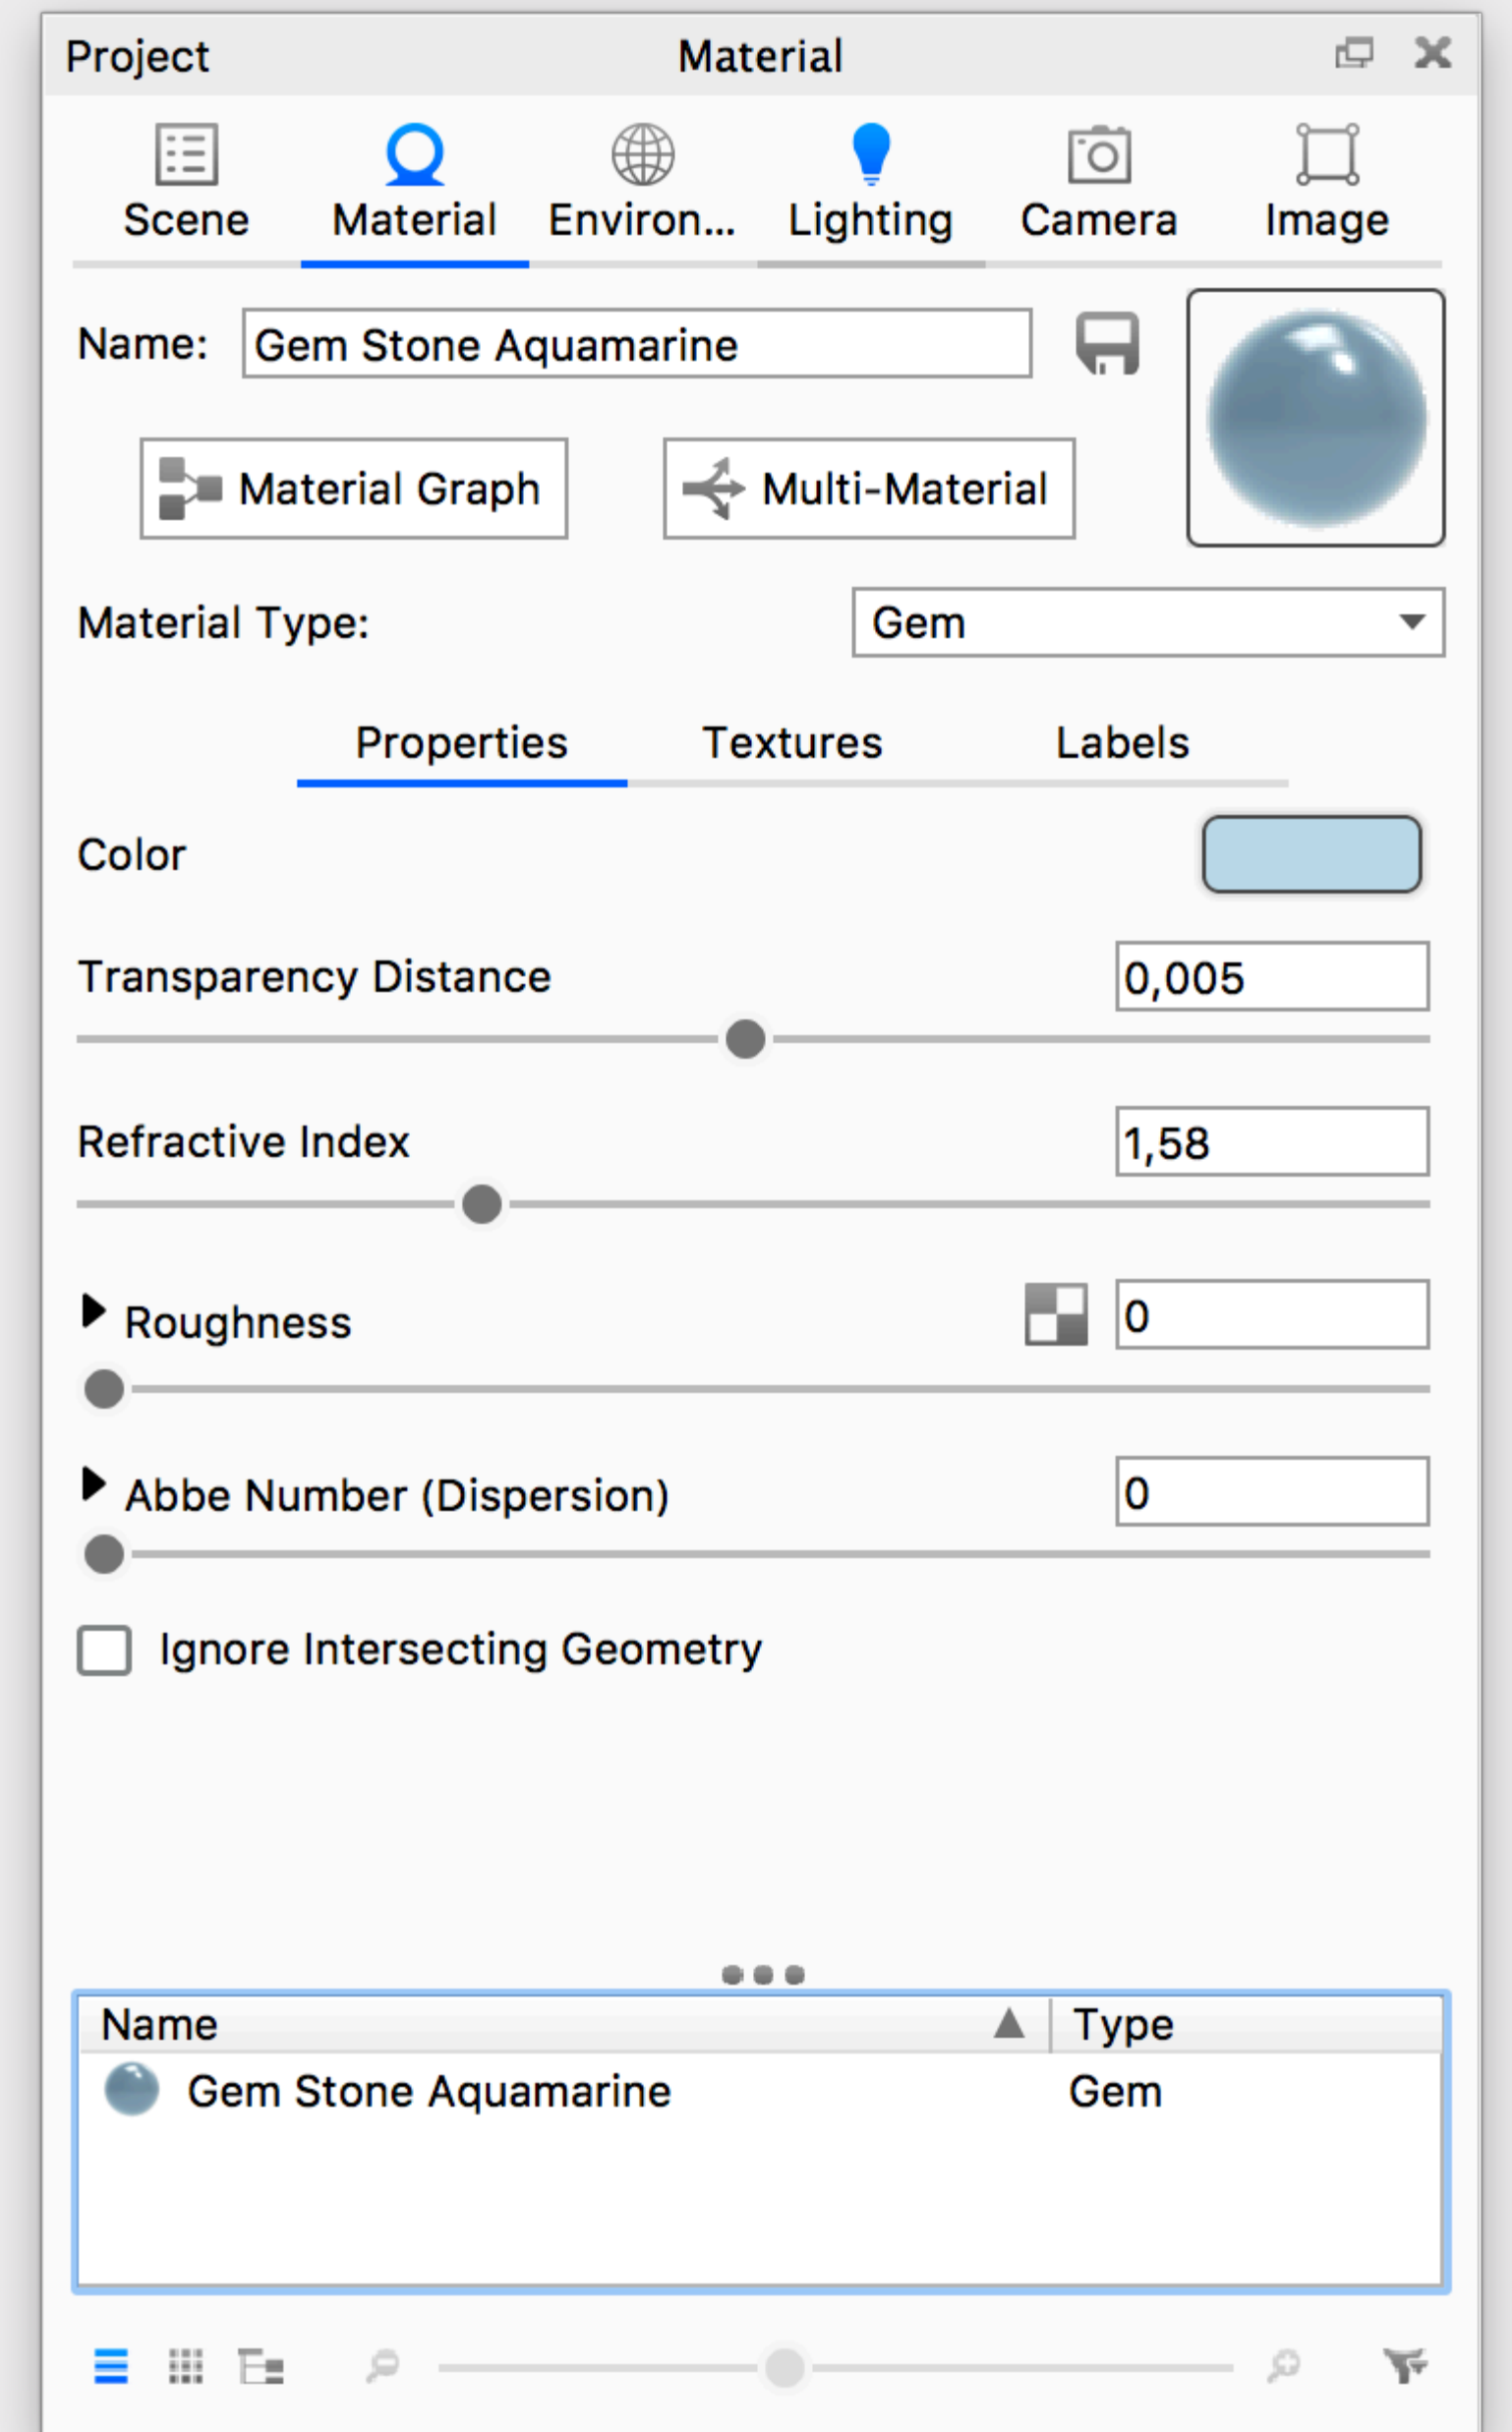 Project Material
Scene Material Environ... Lighting Camera Image
Name: Gem Stone Aquamarine
Material Graph Multi-Material
Material Type: Gem
Properties Textures Labels
Color
Transparency Distance 0,005
Refractive Index 1,58
Roughness 0
Abbe Number (Dispersion) 0
Ignore Intersecting Geometry
Name Type
Gem Stone Aquamarine Gem